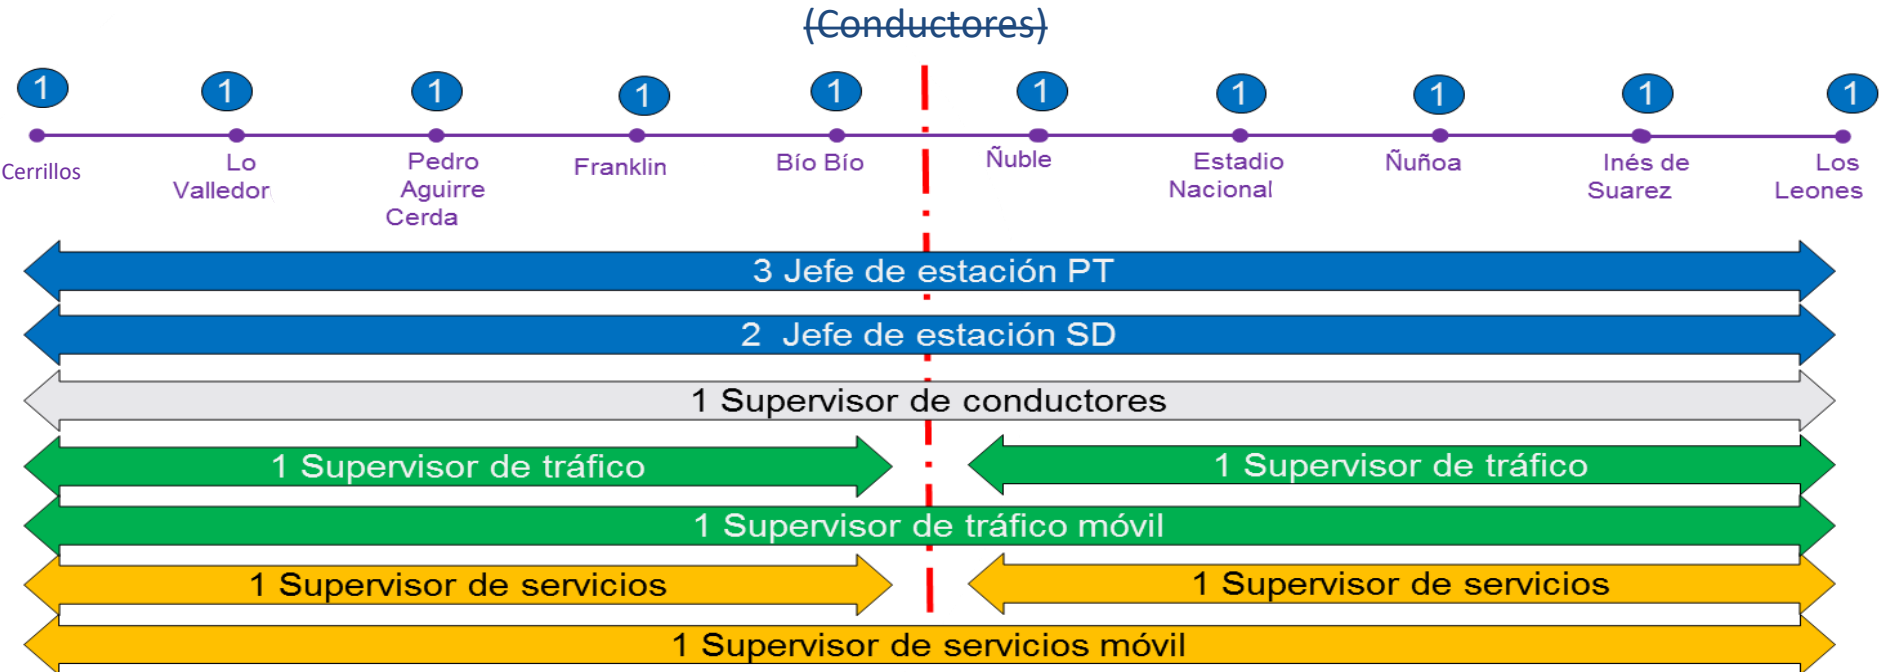 (Conductores)
1 1 1 1 1 1 1 1 1 1
Cerrillos
Lo
Valledor
Pedro
Aguirre
Cerda
Franklin
Bío Bío
Ñuble
Estadio
Nacional
Ñuñoa
Inés de
Suarez
Los
Leones
3 Jefe de estación PT
2 Jefe de estación SD
1 Supervisor de conductores
1 Supervisor de tráfico
1 Supervisor de tráfico
1 Supervisor de tráfico móvil
1 Supervisor de servicios
1 Supervisor de servicios
1 Supervisor de servicios móvil